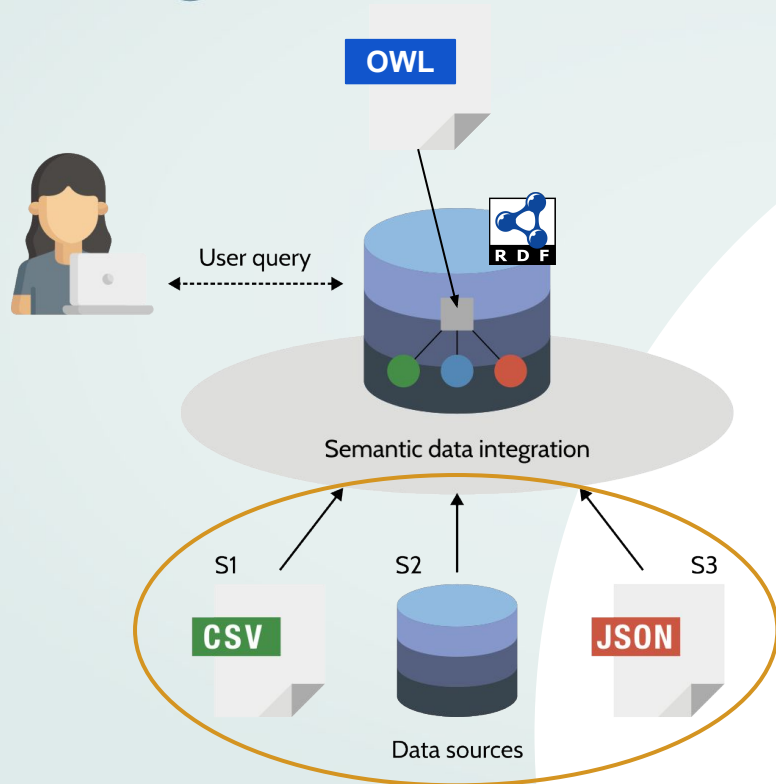 OWL
RDF
User query
Semantic data integration
S1
S2
S3
CSV
JSON
Data sources